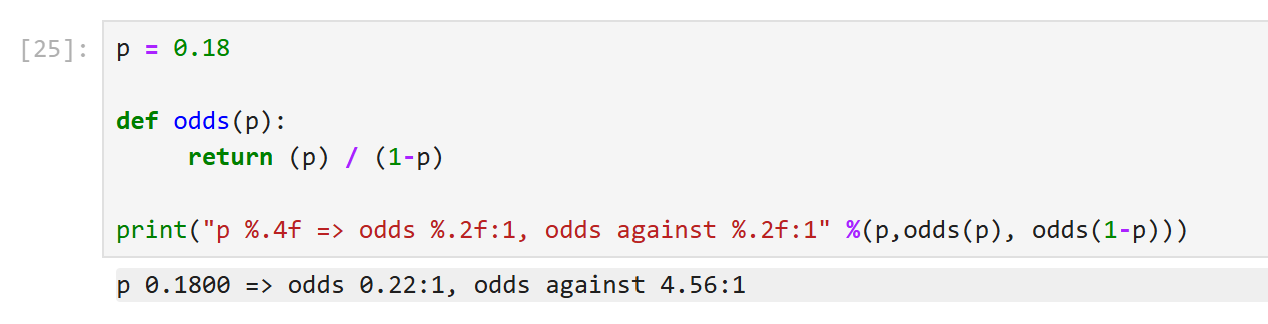 [25]: p = 0.18
def odds(p):
return (p) / (1-p)
print("p %.4f => odds %.2f:1, odds against %.2f:1" %(p,odds(p), odds(1-p)))
p 0.1800 => odds 0.22:1, odds against 4.56:1